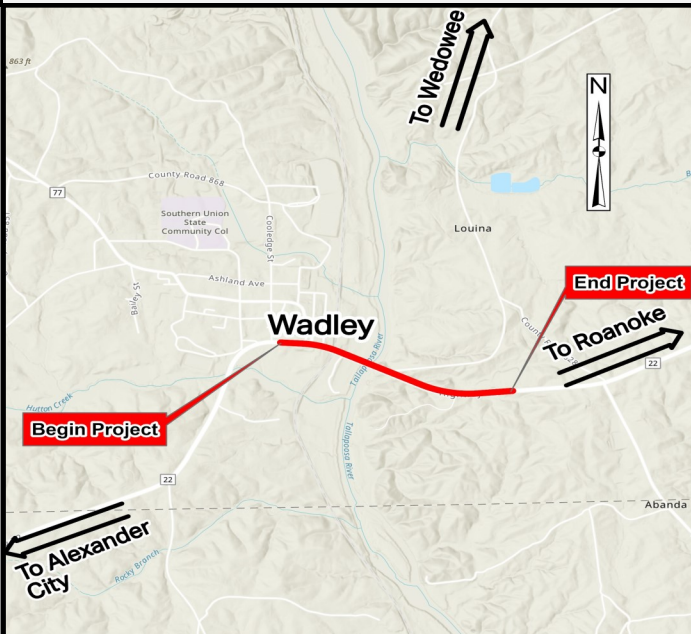 To Wedowee
863 ft
N
County Road 868
77
Southern Union
State
Community Col
Cooledge St
Louina
Ashland Ave
Bailey St
End Project
Wadley
To Roanoke
22
Tallapoosa River
Hutton Creek
Begin Project
Tallapoosa River
22
Abanda
To Alexander
City
Rocky Branch